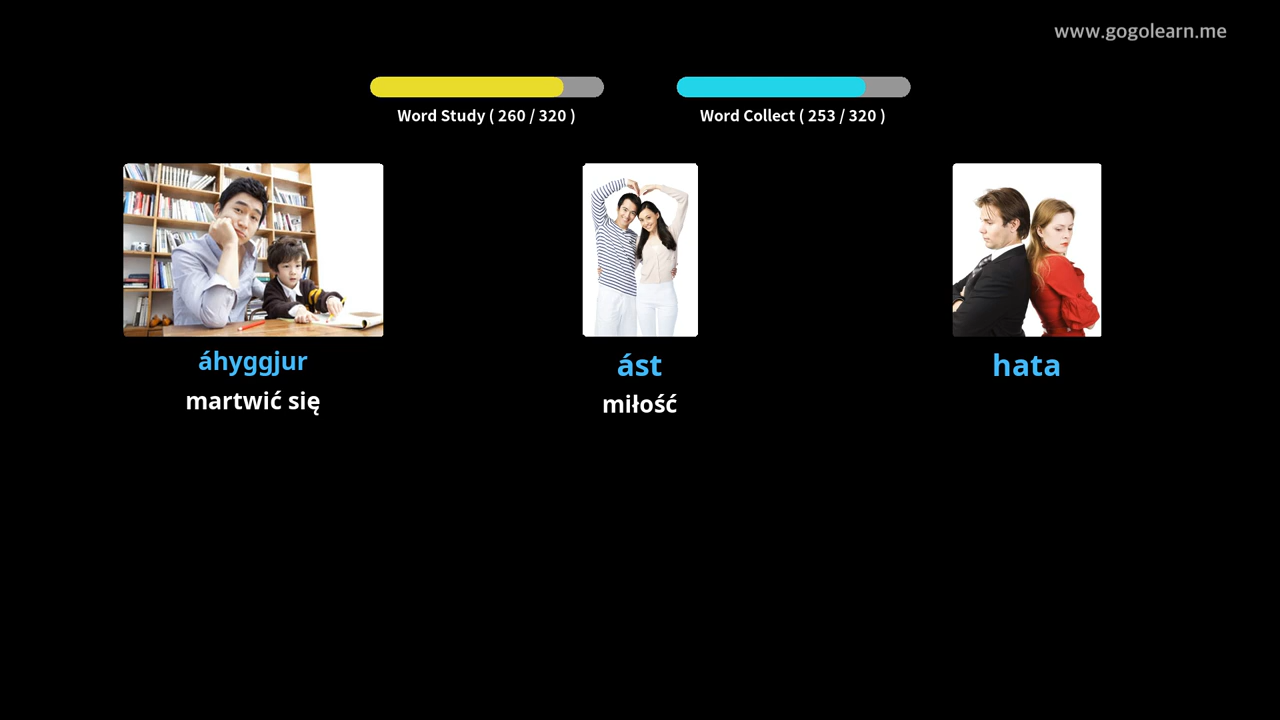 www.gogolearn.me
Word Study ( 260 / 320 )
Word Collect ( 253 / 320 )
áhyggjur
martwić się
ást
miłość
hata